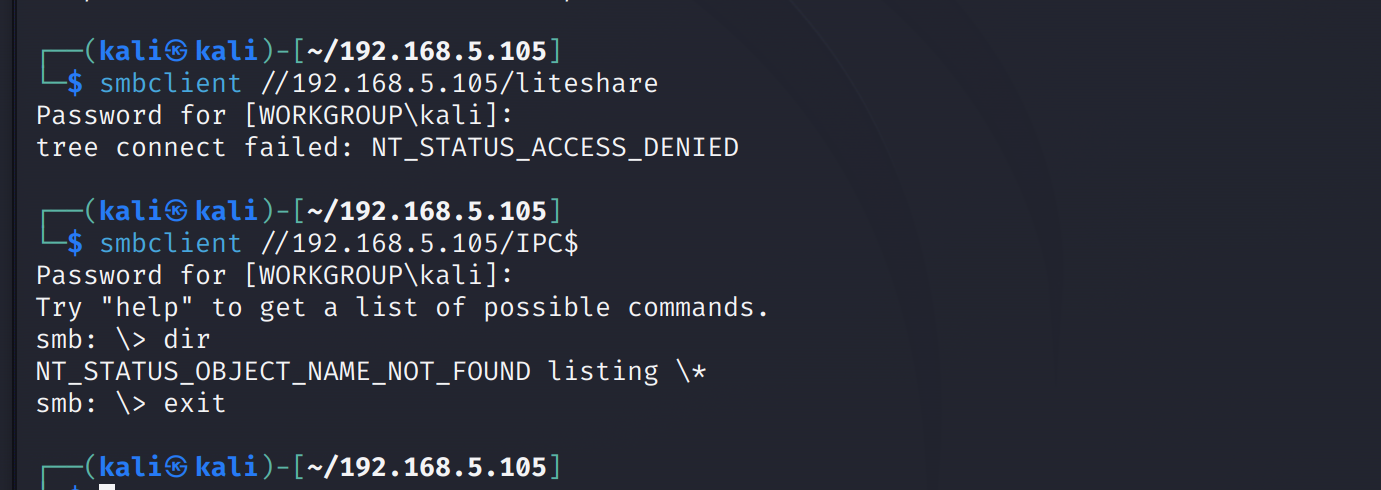 ┌──(kali㉿kali)-[~/192.168.5.105]
└─$ smbclient //192.168.5.105/liteshare
Password for [WORKGROUP\kali]:
tree connect failed: NT_STATUS_ACCESS_DENIED
┌──(kali㉿kali)-[~/192.168.5.105]
└─$ smbclient //192.168.5.105/IPC$
Password for [WORKGROUP\kali]:
Try "help" to get a list of possible commands.
smb: \> dir
NT_STATUS_OBJECT_NAME_NOT_FOUND listing \*
smb: \> exit
┌──(kali㉿kali)-[~/192.168.5.105]
└─$